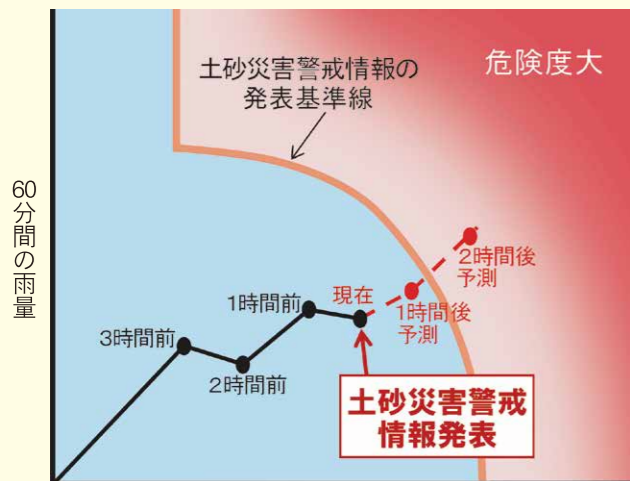 土砂災害警戒情報の
発表基準線
危険度大
60分間の雨量
3時間前
2時間前
1時間前
現在
1時間後
予測
2時間後
予測
土砂災害警戒
情報発表